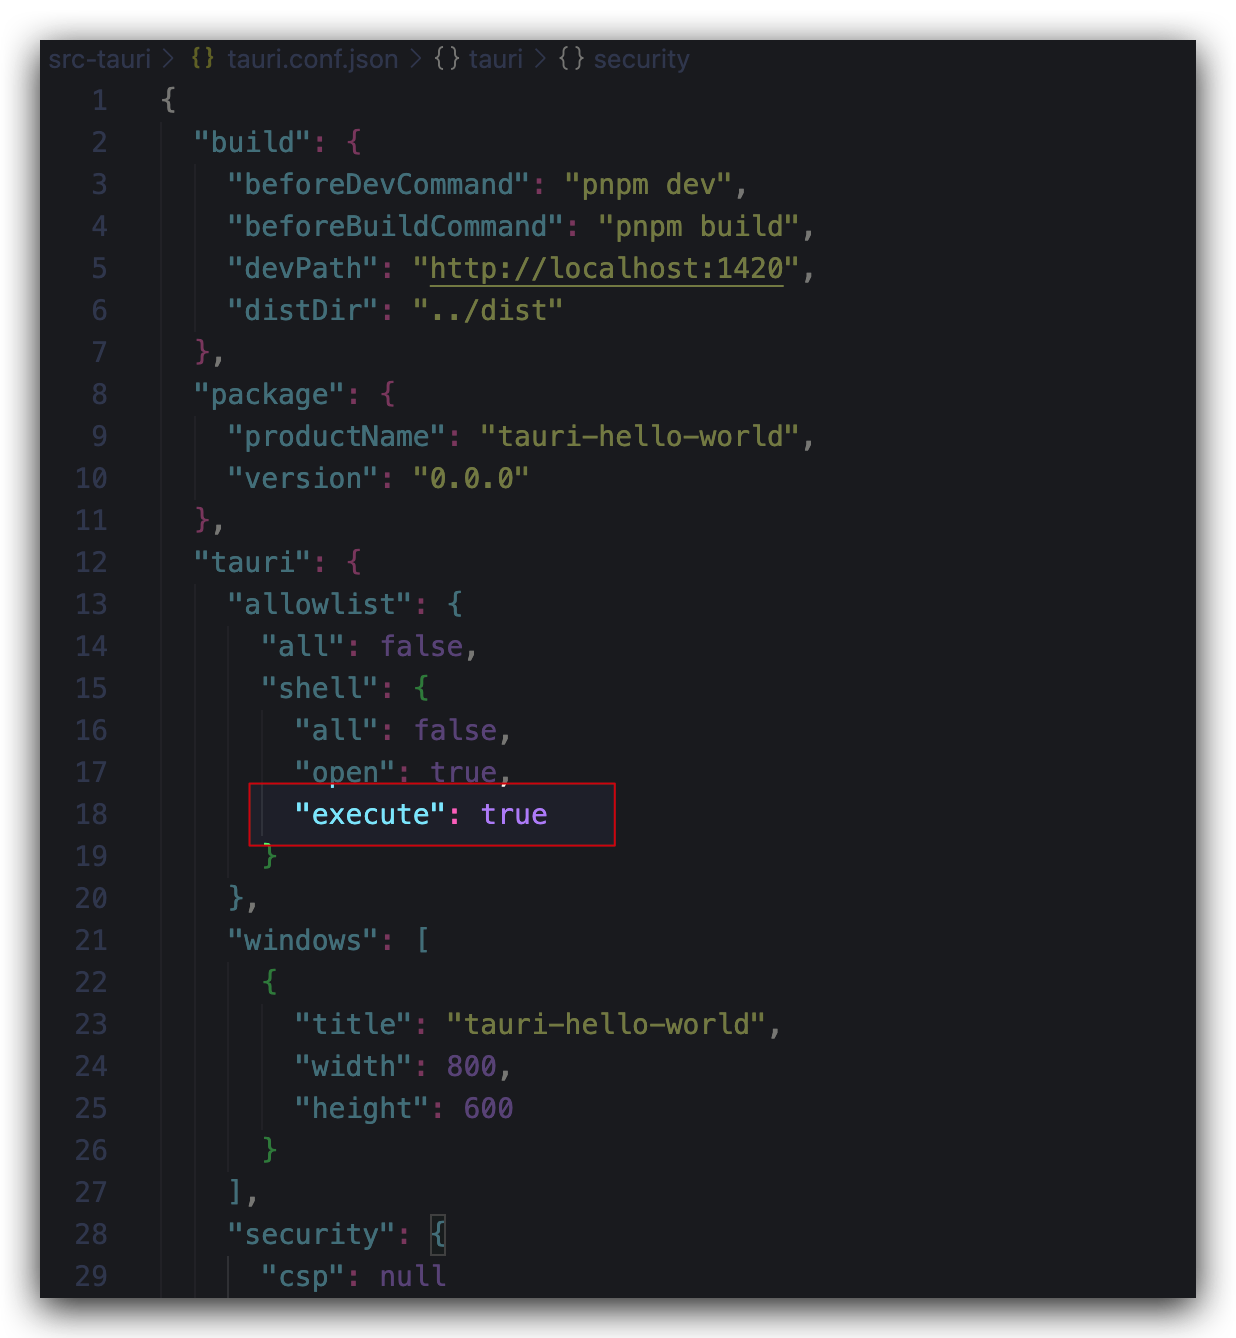 src-tauri > {} tauri.conf.json > {} tauri > {} security
1 {
2 "build": {
3 "beforeDevCommand": "pnpm dev",
4 "beforeBuildCommand": "pnpm build",
5 "devPath": "http://localhost:1420",
6 "distDir": "../dist"
7 },
8 "package": {
9 "productName": "tauri-hello-world",
10 "version": "0.0.0"
11 },
12 "tauri": {
13 "allowlist": {
14 "all": false,
15 "shell": {
16 "all": false,
17 "open": true,
18 "execute": true
19 }
20 },
21 "windows": [
22 {
23 "title": "tauri-hello-world",
24 "width": 800,
25 "height": 600
26 }
27 ],
28 "security": {
29 "csp": null